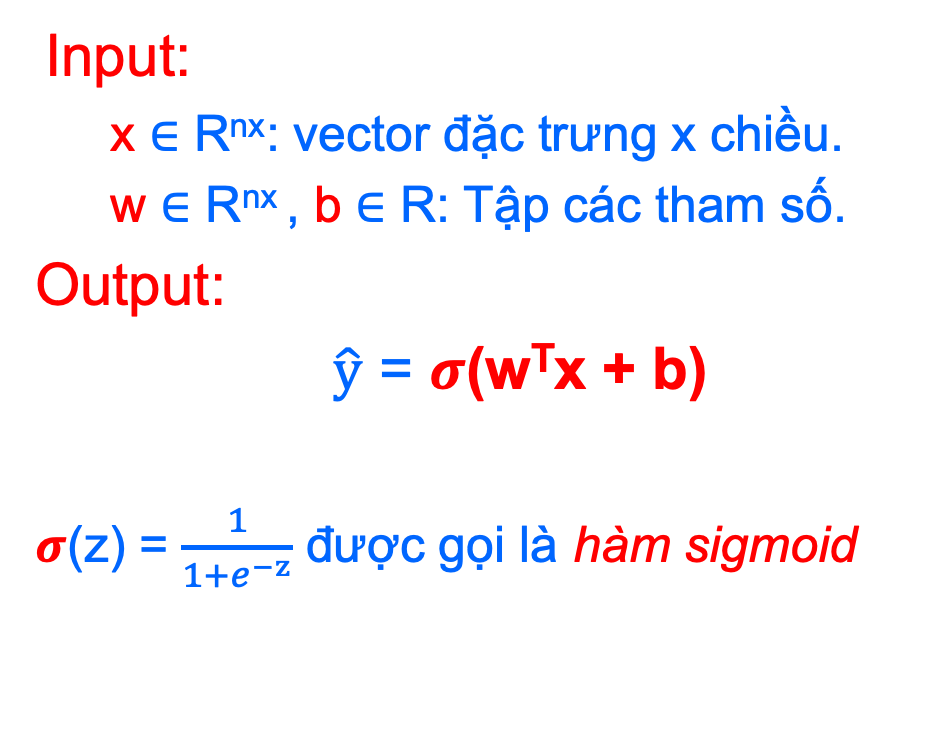 Input:
x ∈ Rⁿˣ: vector đặc trưng x chiều.
w ∈ Rⁿˣ , b ∈ R: Tập các tham số.
Output:
ŷ = σ(wᵀx + b)
σ(z) = 1/(1+e⁻ᶻ) được gọi là hàm sigmoid